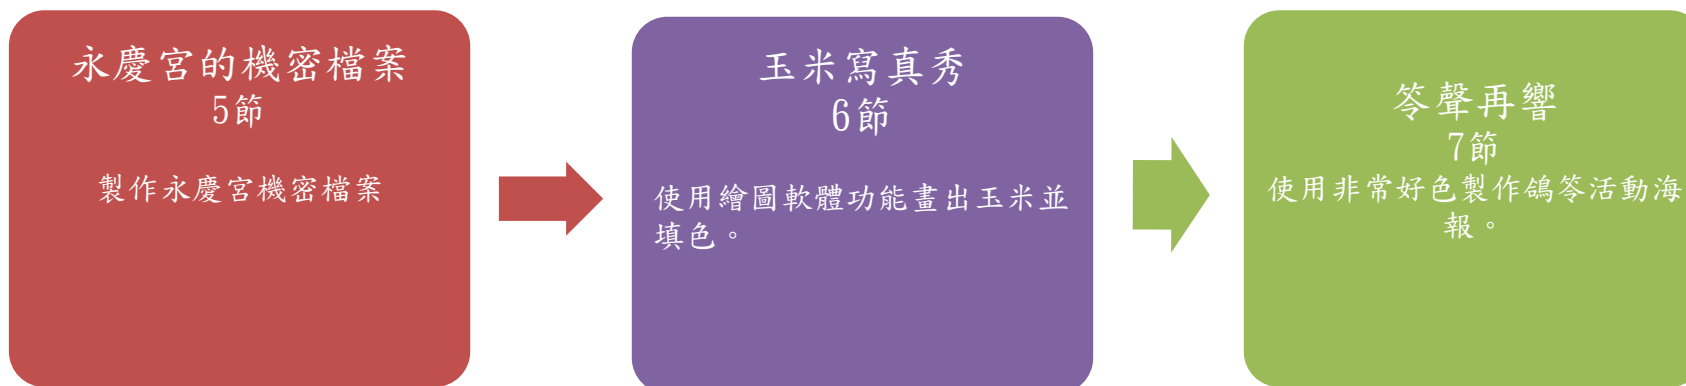 永慶宮的機密檔案
5節
製作永慶宮機密檔案
玉米寫真秀
6節
使用繪圖軟體功能畫出玉米並
填色。
笭聲再響
7節
使用非常好色製作鴿笭活動海
報。